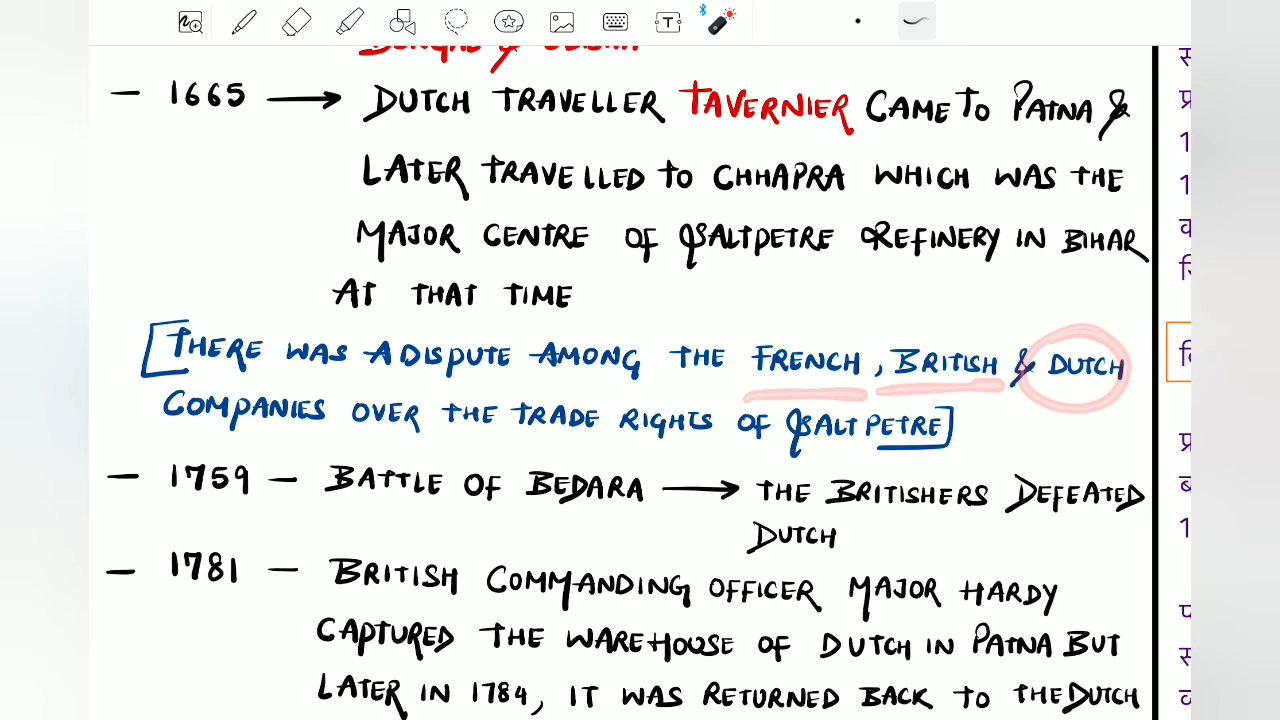 - 1665 → DUTCH TRAVELLER TAVERNIER CAME TO PATNA &
LATER TRAVELLED TO CHHAPRA WHICH WAS THE
MAJOR CENTRE OF SALTPETRE REFINERY IN BIHAR
AT THAT TIME
[THERE WAS A DISPUTE AMONG THE FRENCH, BRITISH & DUTCH
COMPANIES OVER THE TRADE RIGHTS OF SALTPETRE]
- 1759 - BATTLE OF BEDARA → THE BRITISHERS DEFEATED
DUTCH
- 1781 - BRITISH COMMANDING OFFICER MAJOR HARDY
CAPTURED THE WAREHOUSE OF DUTCH IN PATNA BUT
LATER IN 1784, IT WAS RETURNED BACK TO THE DUTCH